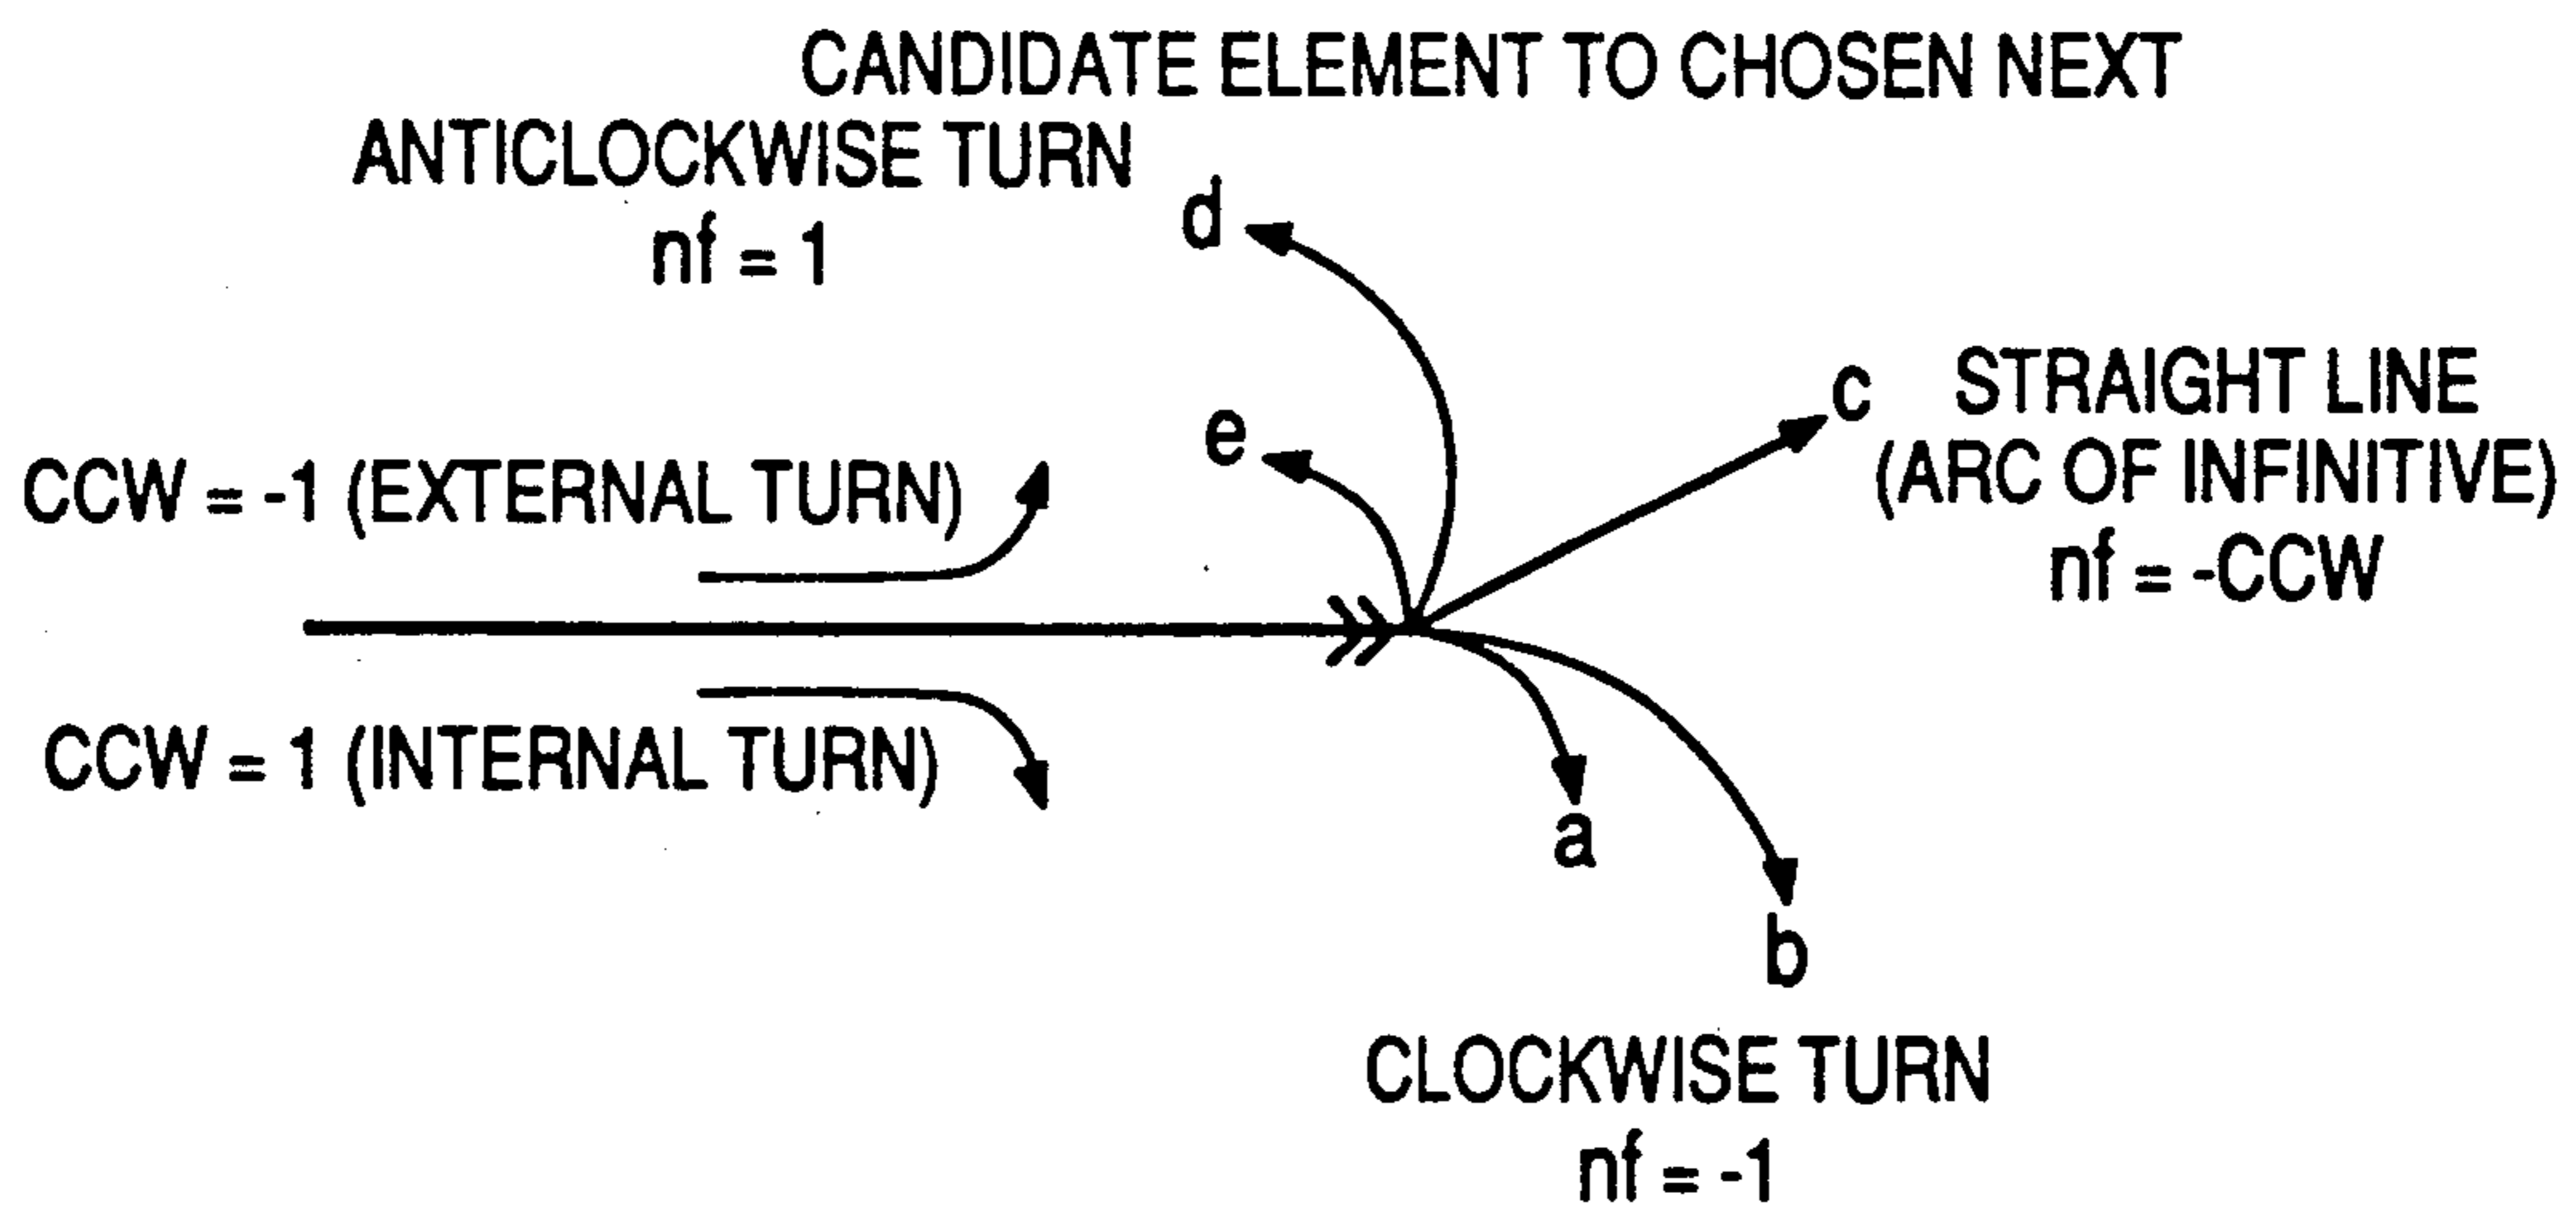 CANDIDATE ELEMENT TO CHOSEN NEXT
ANTICLOCKWISE TURN
nf = 1
d
e
c
STRAIGHT LINE
(ARC OF INFINITIVE)
nf = -CCW
CCW = -1 (EXTERNAL TURN)
CCW = 1 (INTERNAL TURN)
a
b
CLOCKWISE TURN
nf = -1